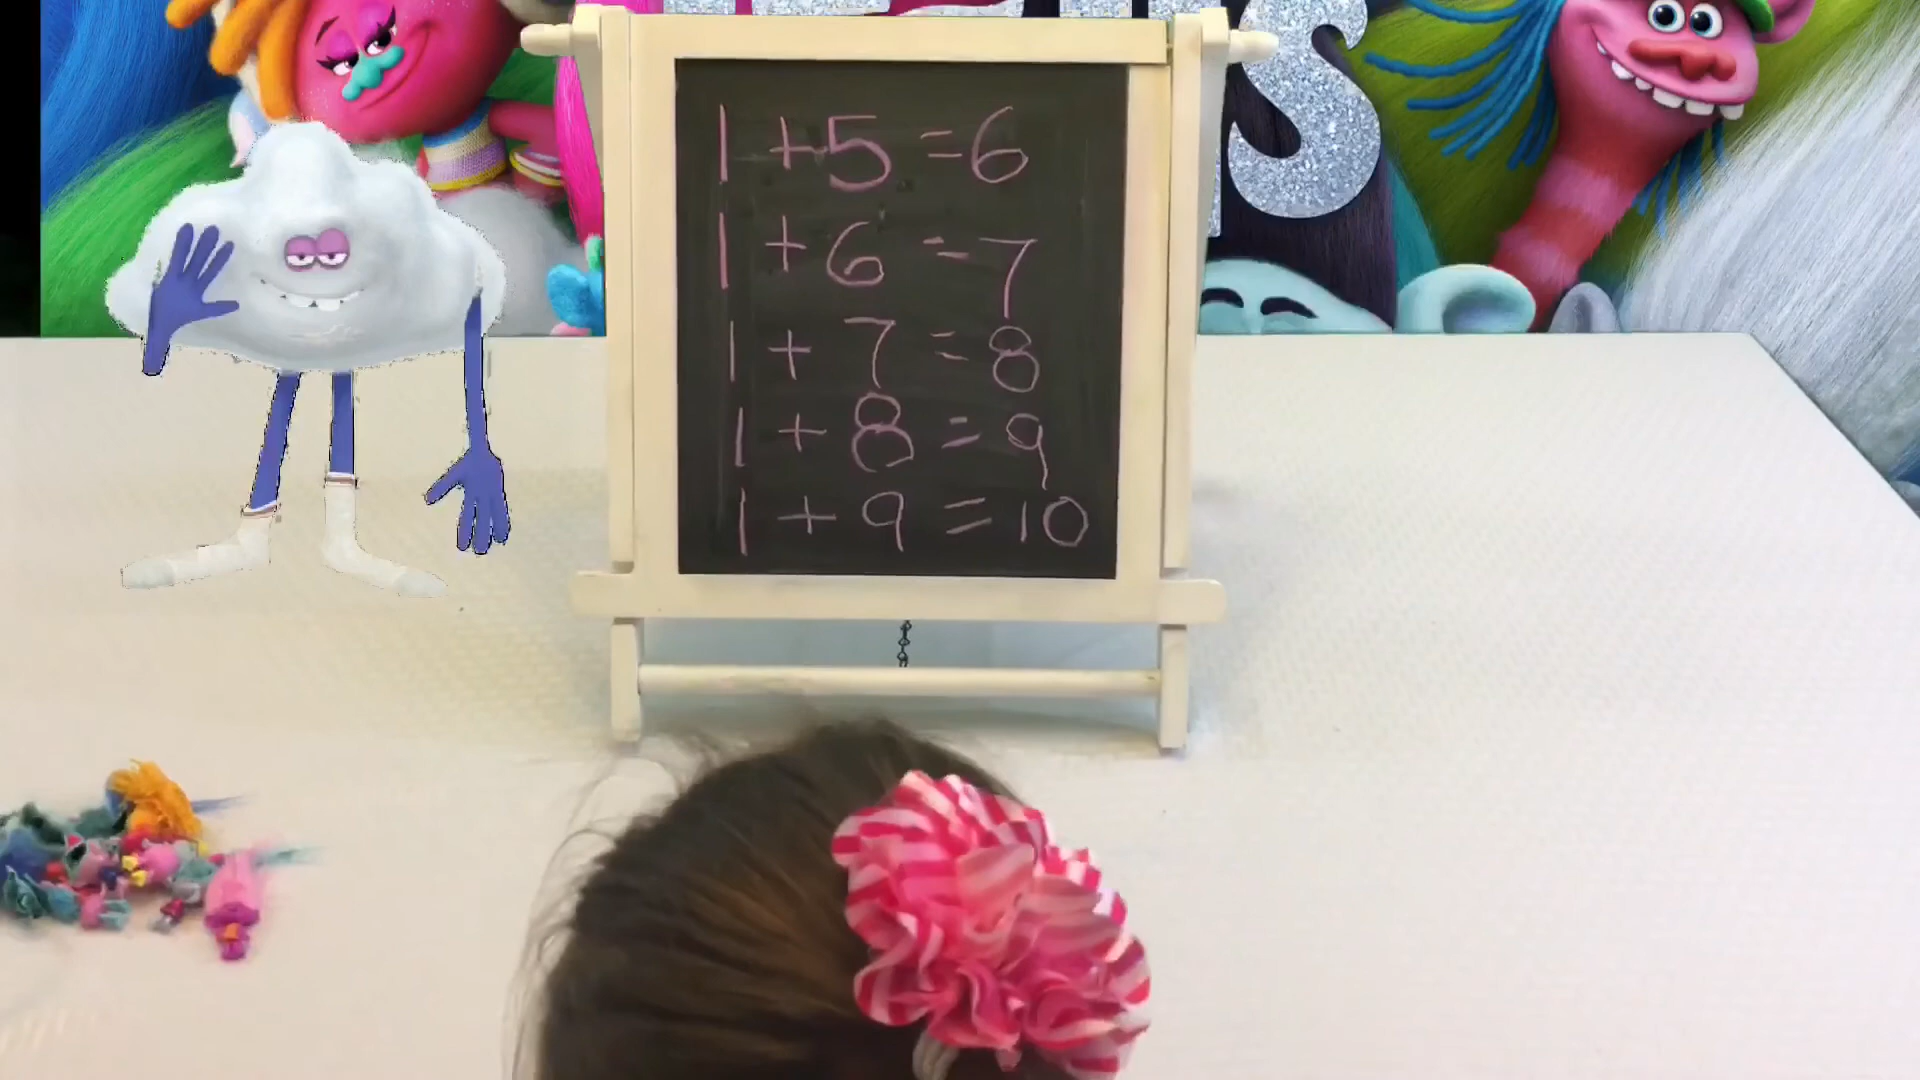 1 + 5 = 6
1 + 6 = 7
1 + 7 = 8
1 + 8 = 9
1 + 9 = 10